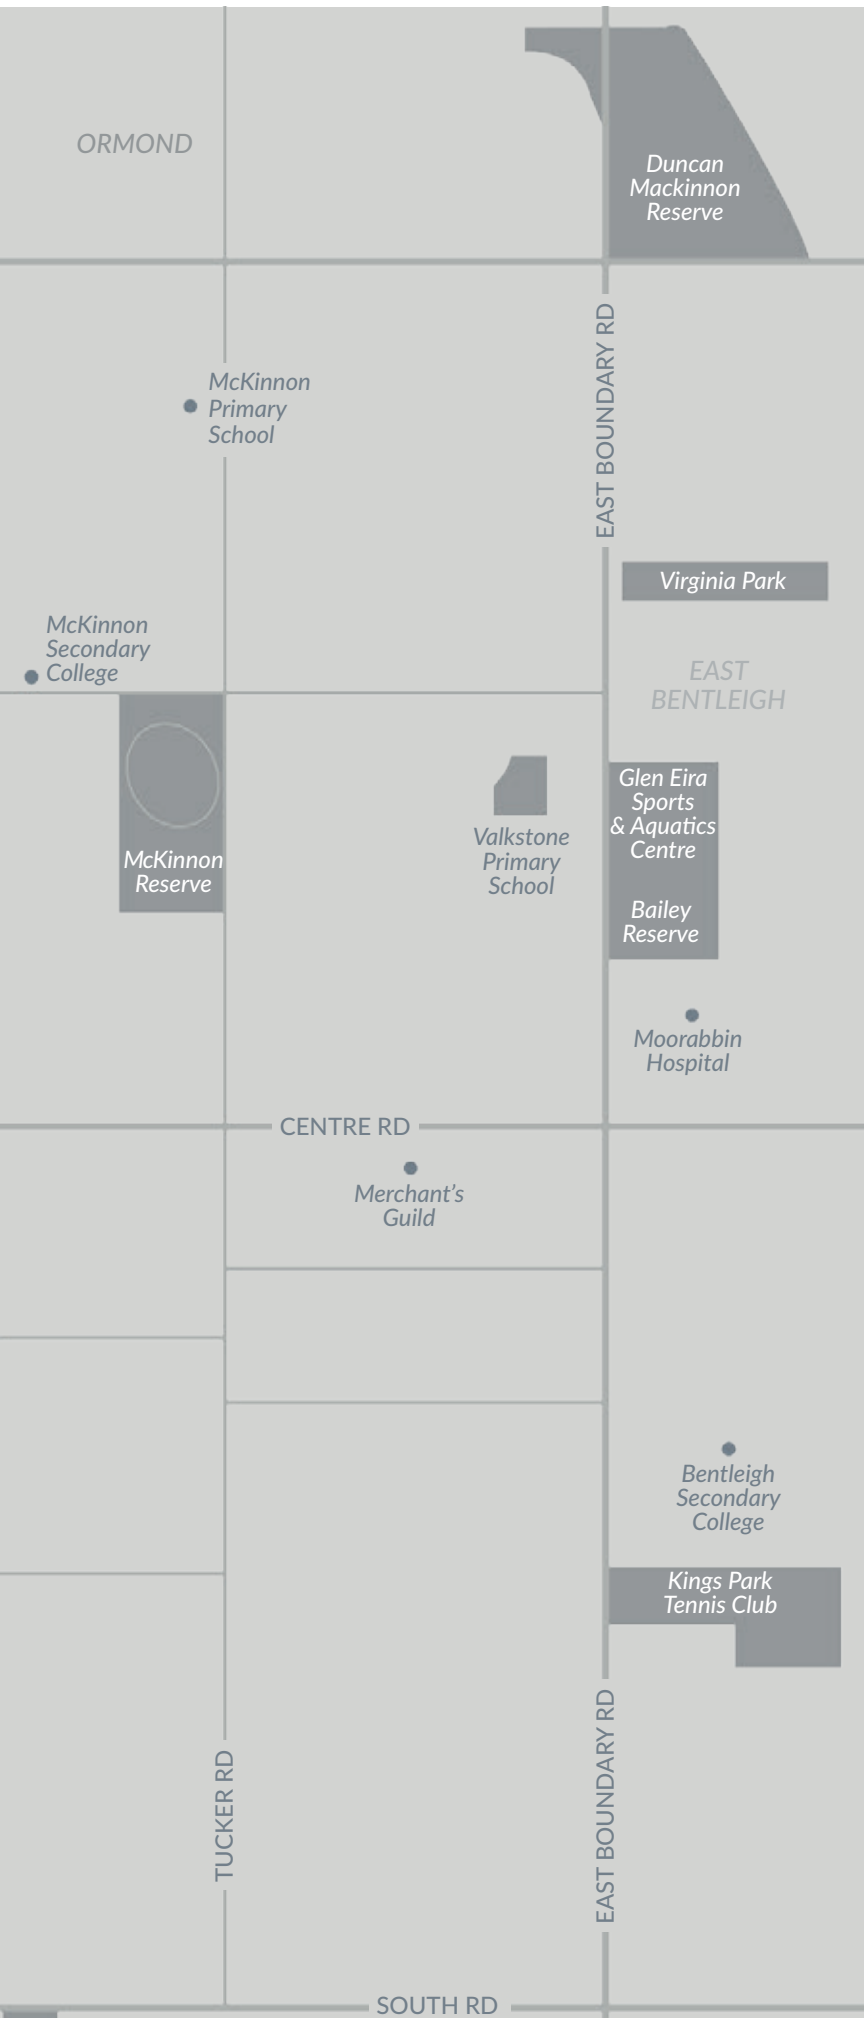 ORMOND
Duncan
Mackinnon
Reserve
EAST BOUNDARY RD
McKinnon
Primary
School
Virginia Park
McKinnon
Secondary
College
EAST
BENTLEIGH
Glen Eira
Sports
& Aquatics
Centre
Valkstone
Primary
School
McKinnon
Reserve
Bailey
Reserve
Moorabbin
Hospital
CENTRE RD
Merchant's
Guild
Bentleigh
Secondary
College
Kings Park
Tennis Club
EAST BOUNDARY RD
TUCKER RD
SOUTH RD